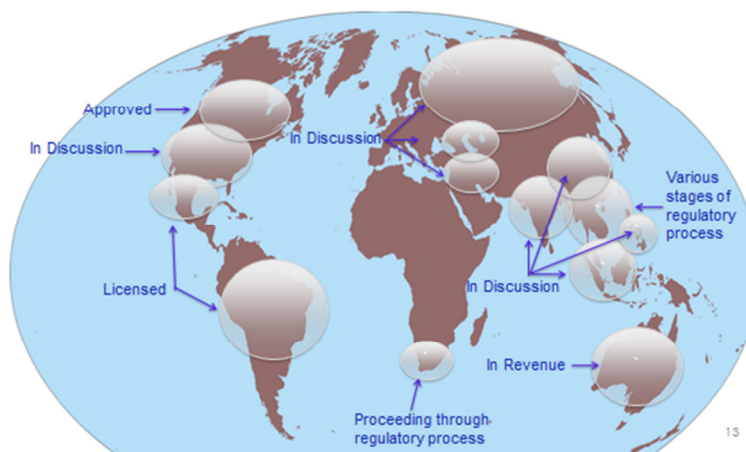 Approved
In Discussion
In Discussion
Various
stages of
regulatory
process
Licensed
In Discussion
In Revenue
Proceeding through
regulatory process
13